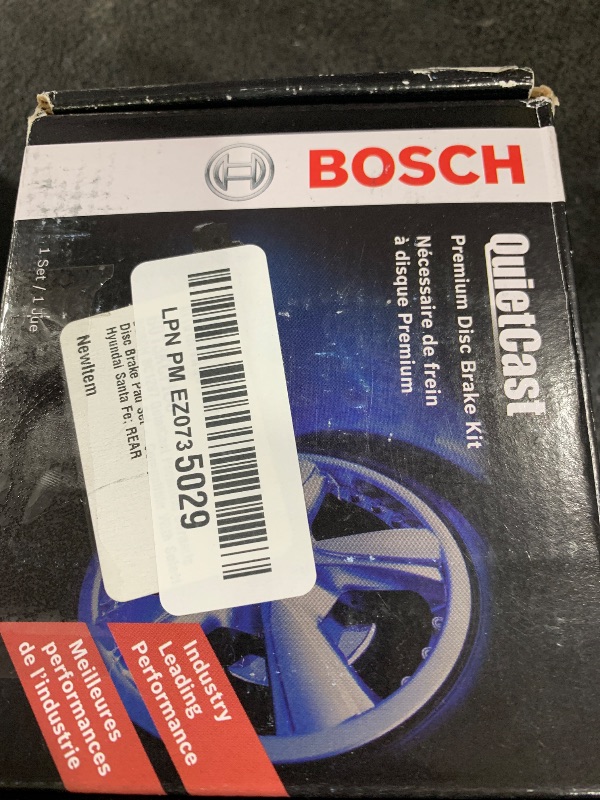 BOSCH
QuietCast
Premium Disc Brake Kit
Nécessaire de frein
à disque Premium
1 Set / 1 Jue
LPN PM EZ0735029
Disc Brake Pad Set
Hyundai Santa Fe; REAR
NewItem
Industry
Leading
Performance
Meilleures
performances
de l'industrie